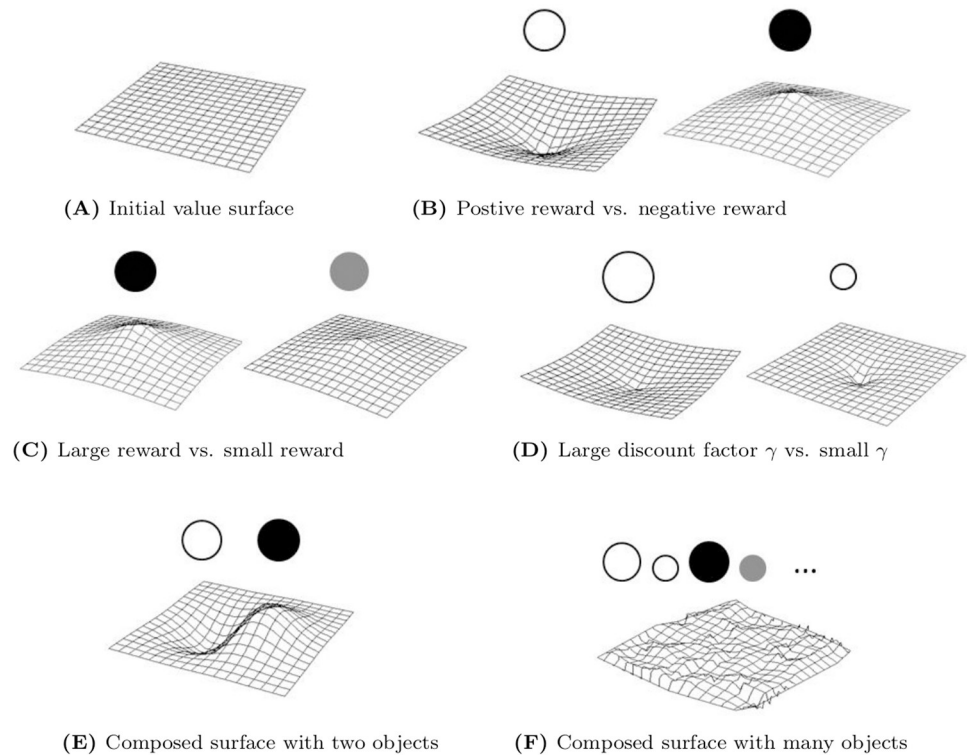 (A) Initial value surface
(B) Postive reward vs. negative reward
(C) Large reward vs. small reward
(D) Large discount factor γ vs. small γ
...
(E) Composed surface with two objects
(F) Composed surface with many objects